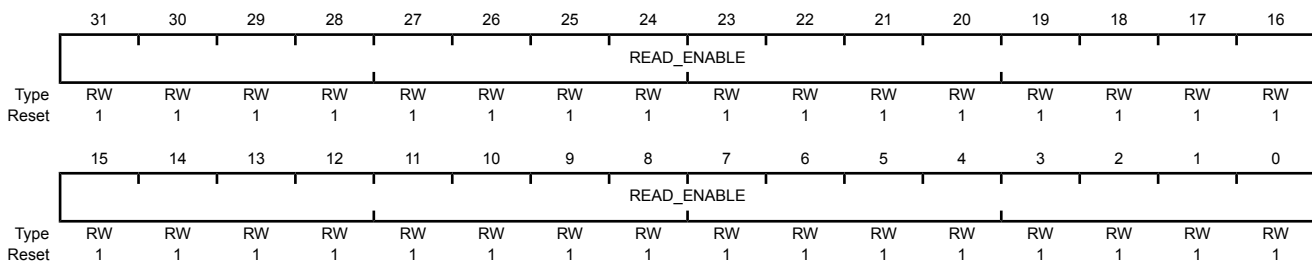 31 30 29 28 27 26 25 24 23 22 21 20 19 18 17 16
READ_ENABLE
Type RW RW RW RW RW RW RW RW RW RW RW RW RW RW RW RW
Reset 1 1 1 1 1 1 1 1 1 1 1 1 1 1 1 1
15 14 13 12 11 10 9 8 7 6 5 4 3 2 1 0
READ_ENABLE
Type RW RW RW RW RW RW RW RW RW RW RW RW RW RW RW RW
Reset 1 1 1 1 1 1 1 1 1 1 1 1 1 1 1 1